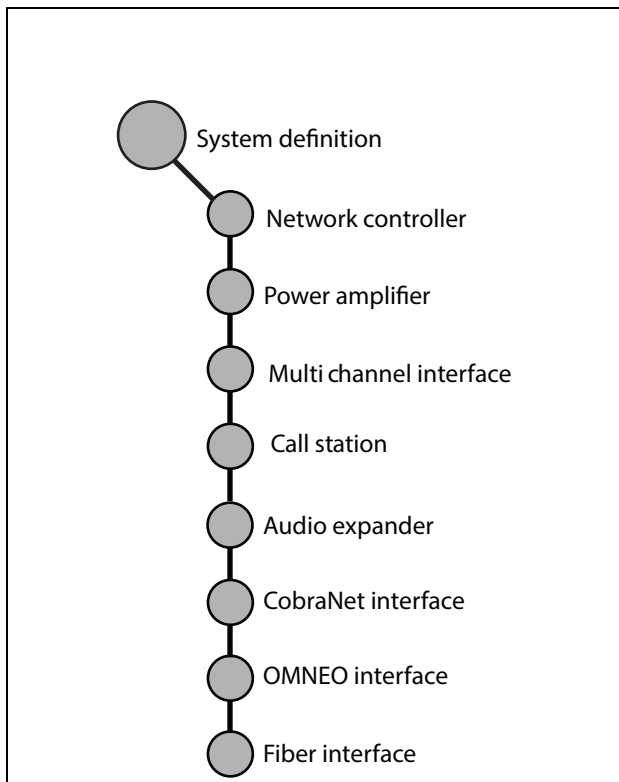 System definition
Network controller
Power amplifier
Multi channel interface
Call station
Audio expander
CobraNet interface
OMNEO interface
Fiber interface